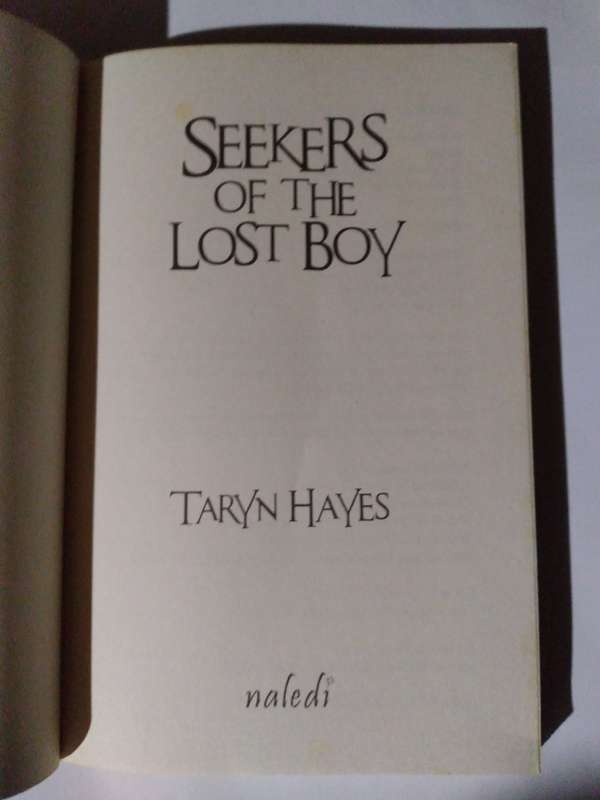 SEEKERS
OF THE
LOST BOY
TARYN HAYES
naledi